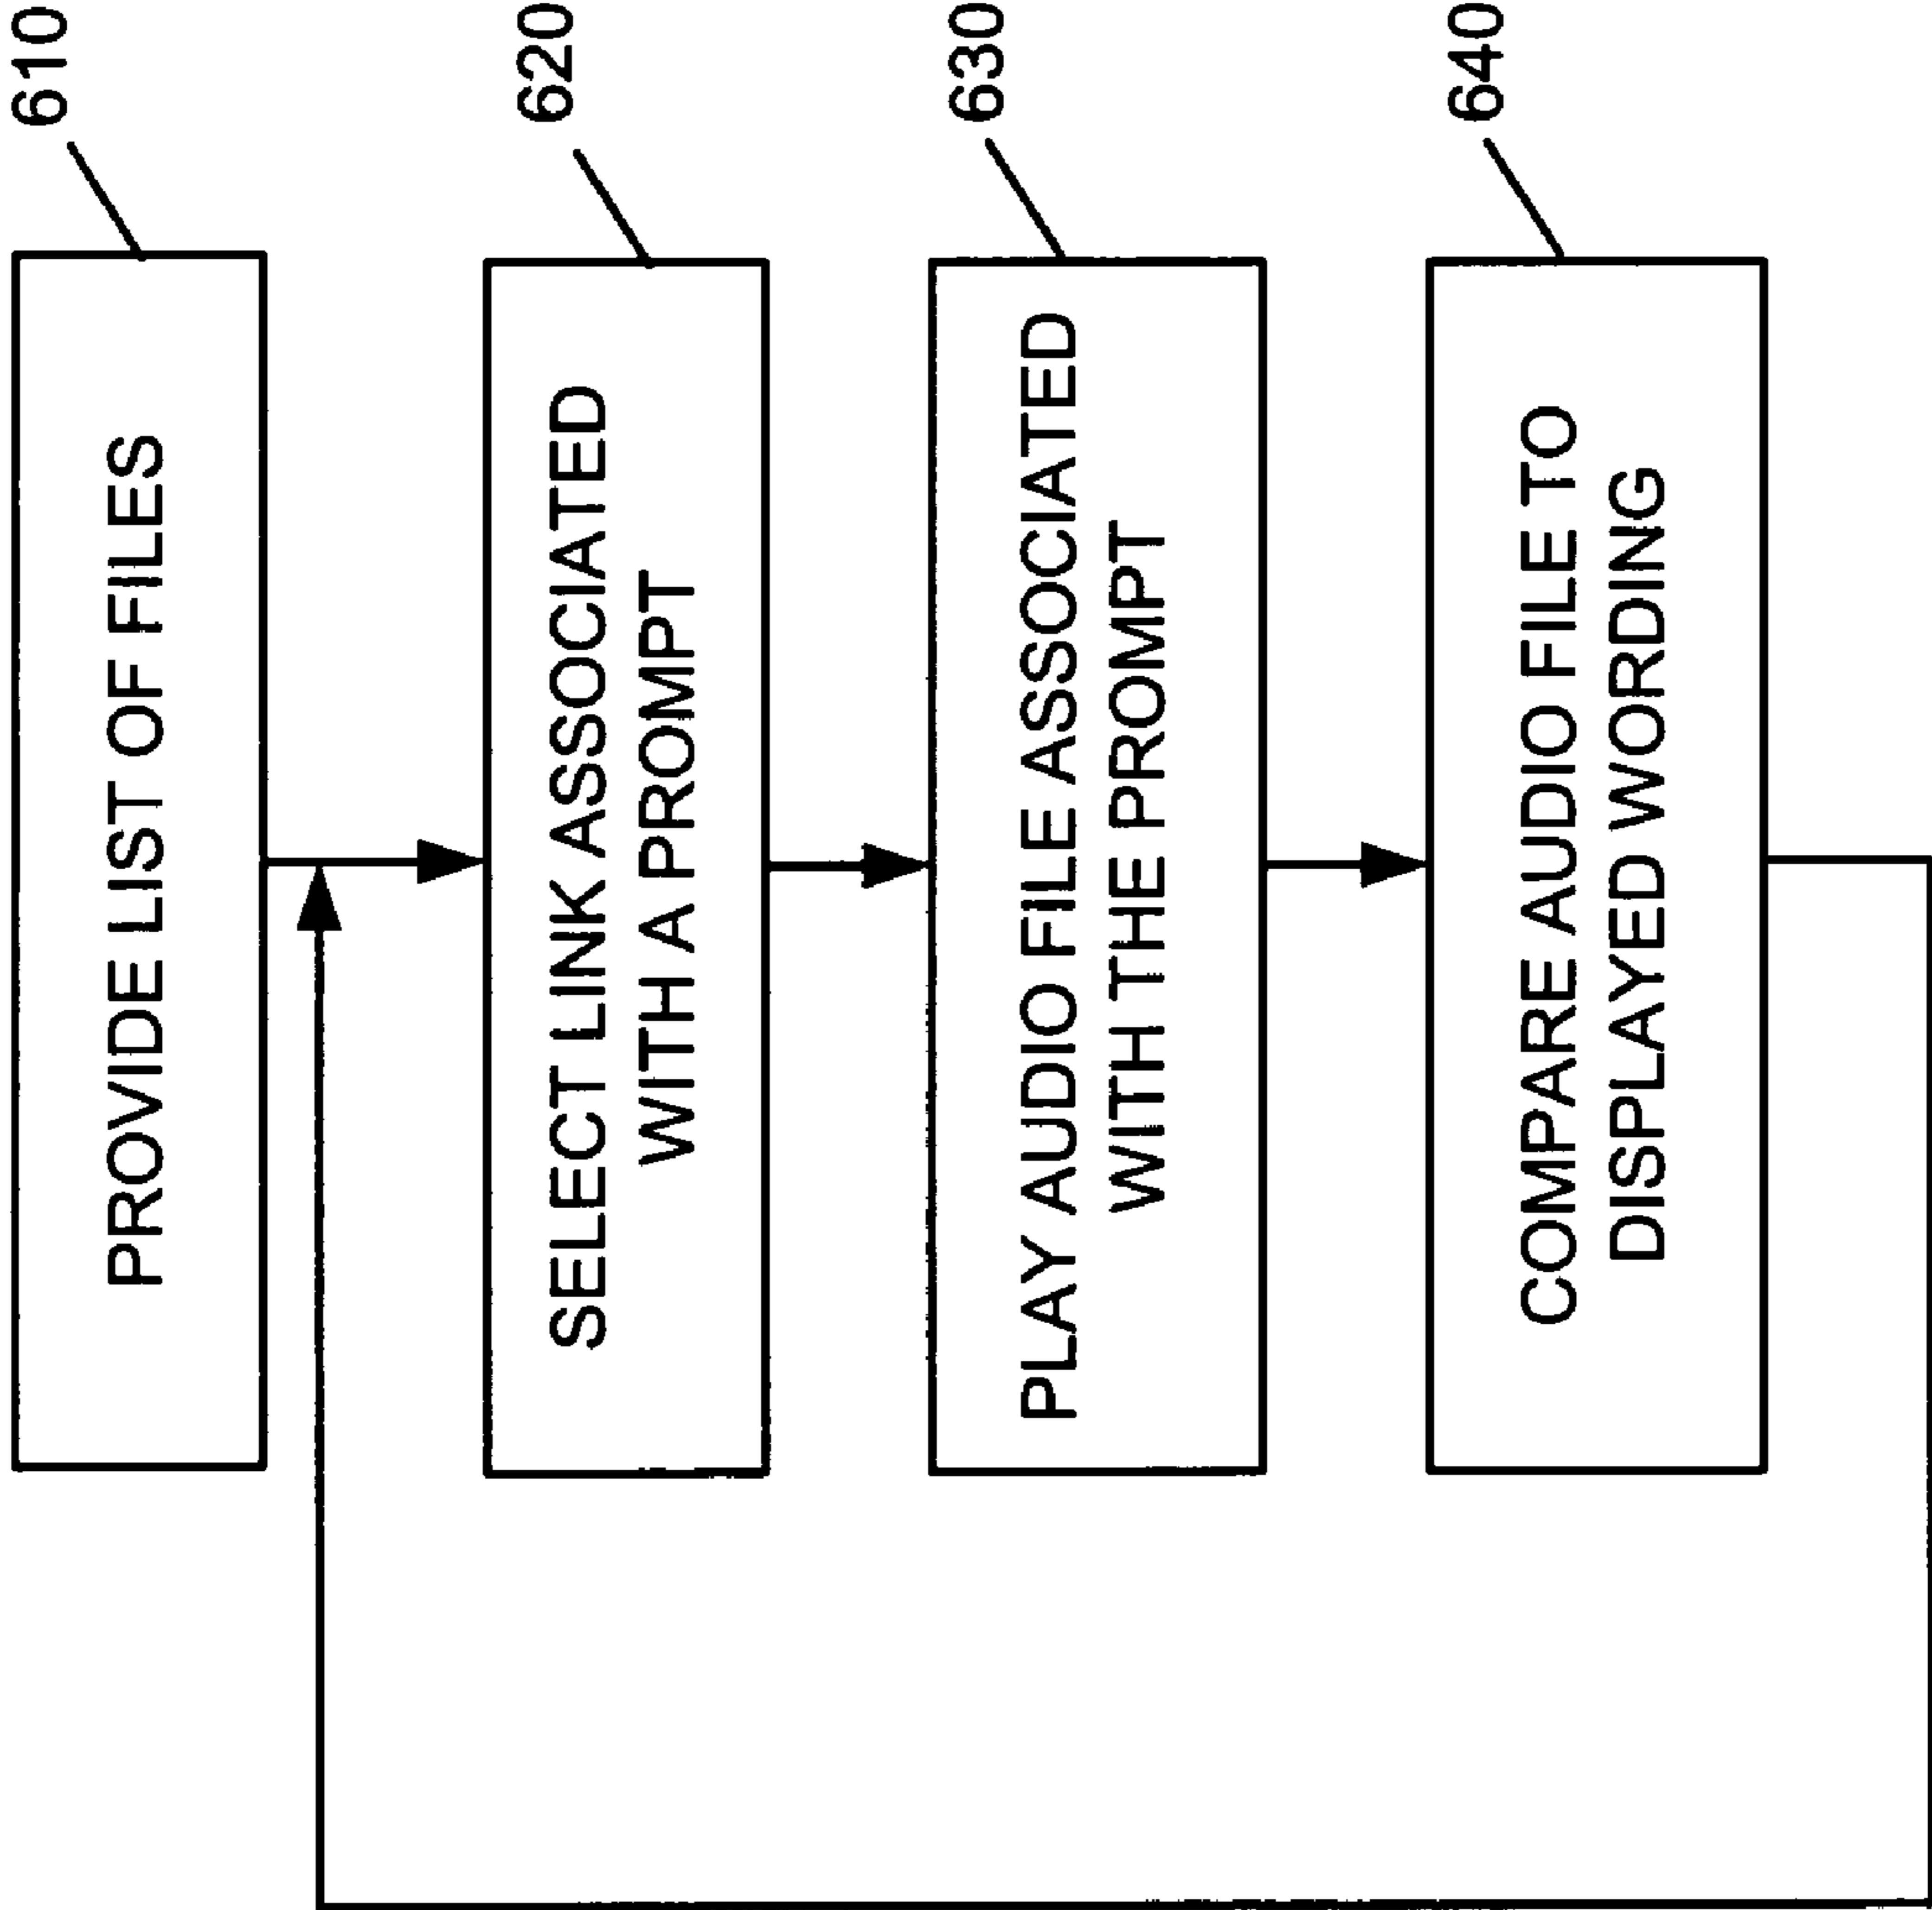 610
PROVIDE LIST OF FILES
620
SELECT LINK ASSOCIATED
WITH A PROMPT
630
PLAY AUDIO FILE ASSOCIATED
WITH THE PROMPT
640
COMPARE AUDIO FILE TO
DISPLAYED WORDING